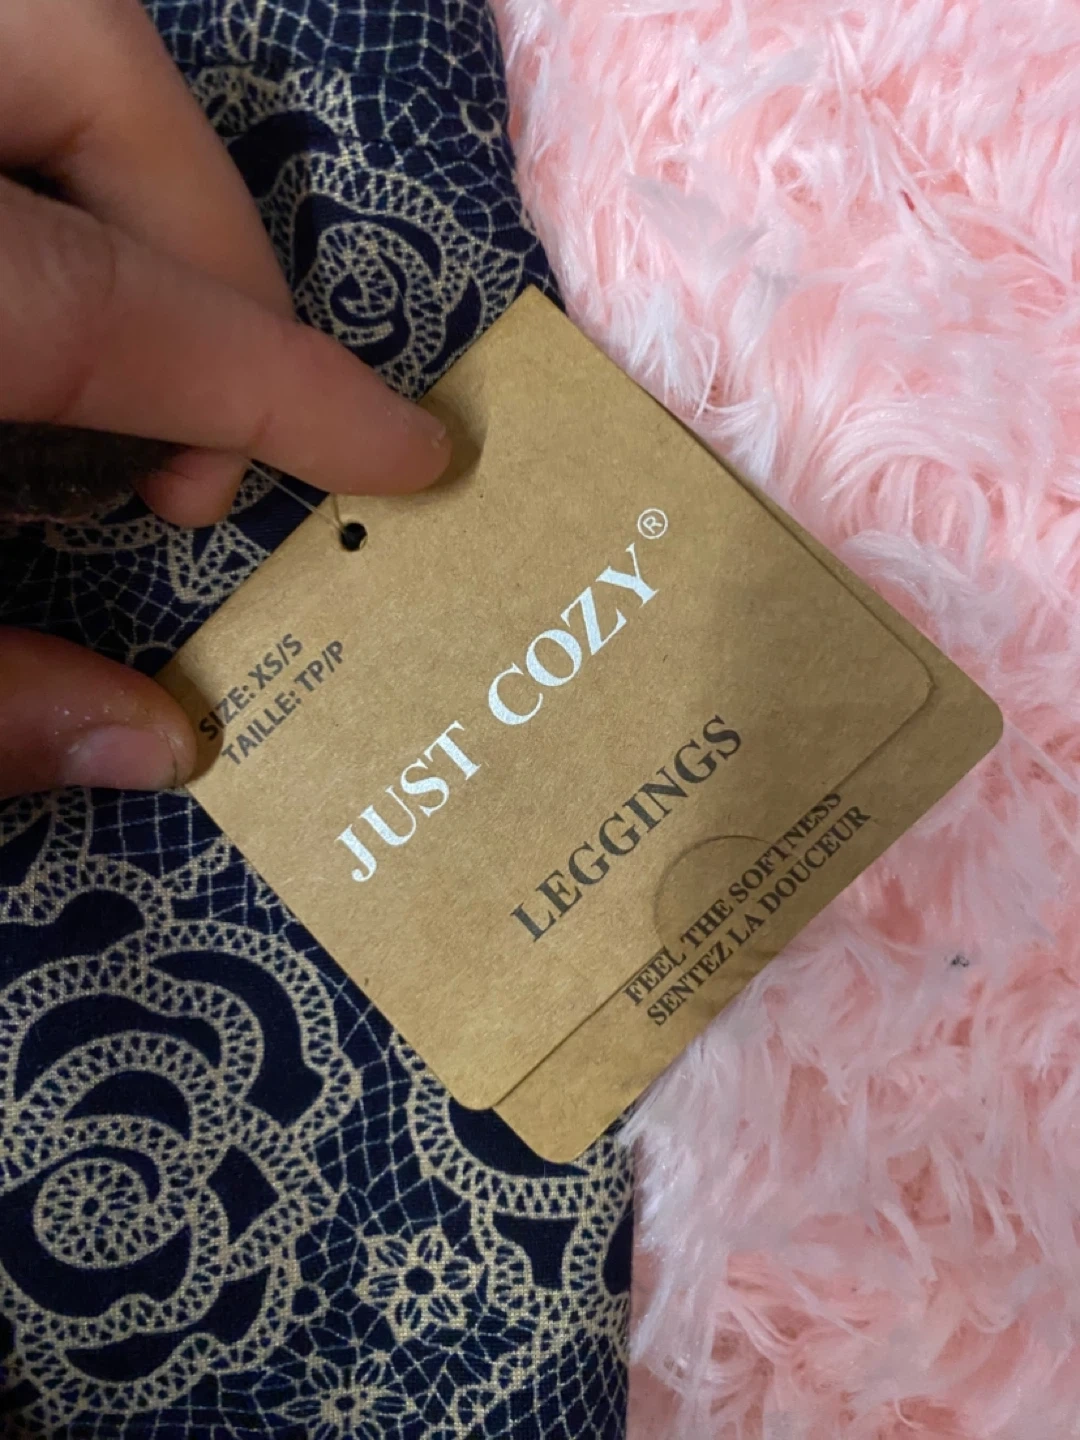 SIZE: XS/S
TAILLE: TP/P
JUST COZY ®
LEGGINGS
FEEL THE SOFTNESS
SENTEZ LA DOUCEUR